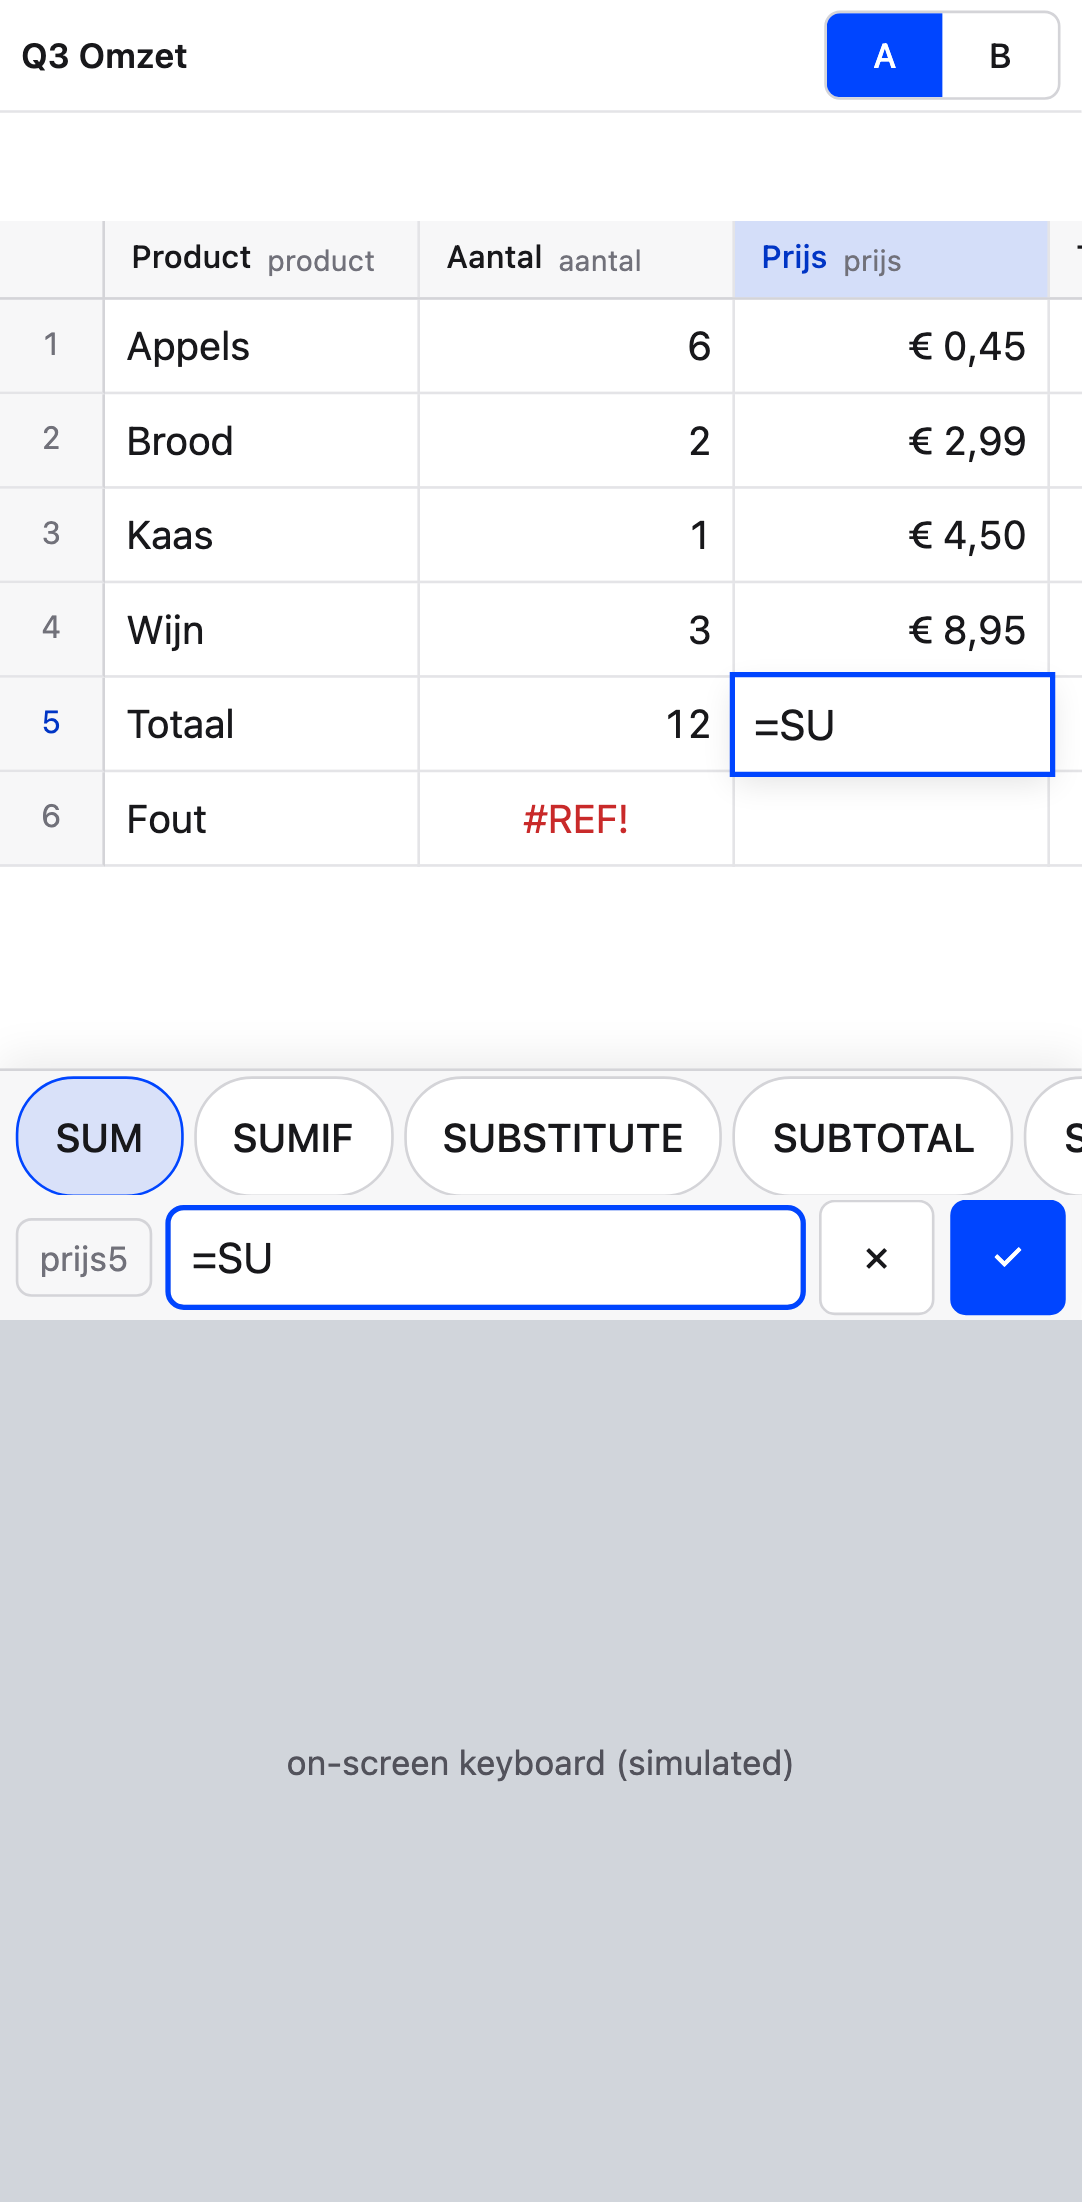 Q3 Omzet A B
Product product Aantal aantal Prijs prijs
1 Appels 6 € 0,45
2 Brood 2 € 2,99
3 Kaas 1 € 4,50
4 Wijn 3 € 8,95
5 Totaal 12 =SU
6 Fout #REF!
SUM SUMIF SUBSTITUTE SUBTOTAL
prijs5 =SU × ✓
on-screen keyboard (simulated)